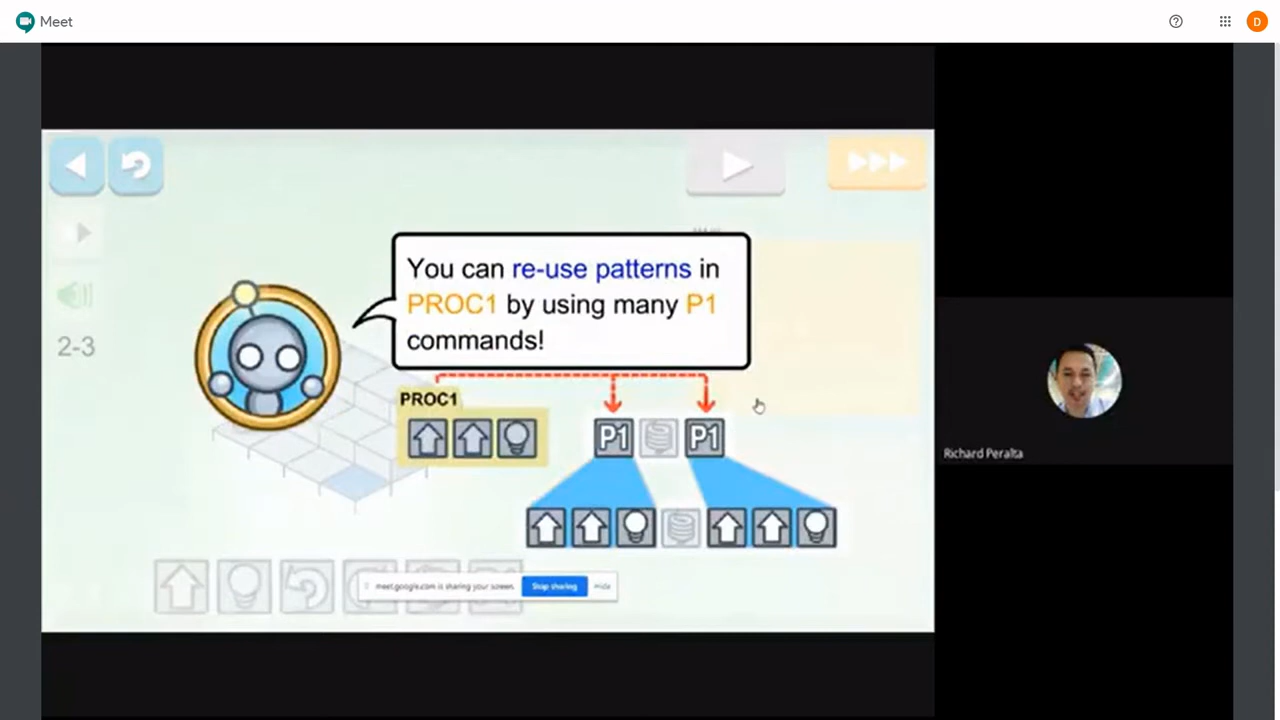 Meet
D
You can re-use patterns in
PROC1 by using many P1
commands!
2-3
PROC1
P1
P1
Richard Peralta
meet.google.com is sharing your screen.
Stop sharing
Hide